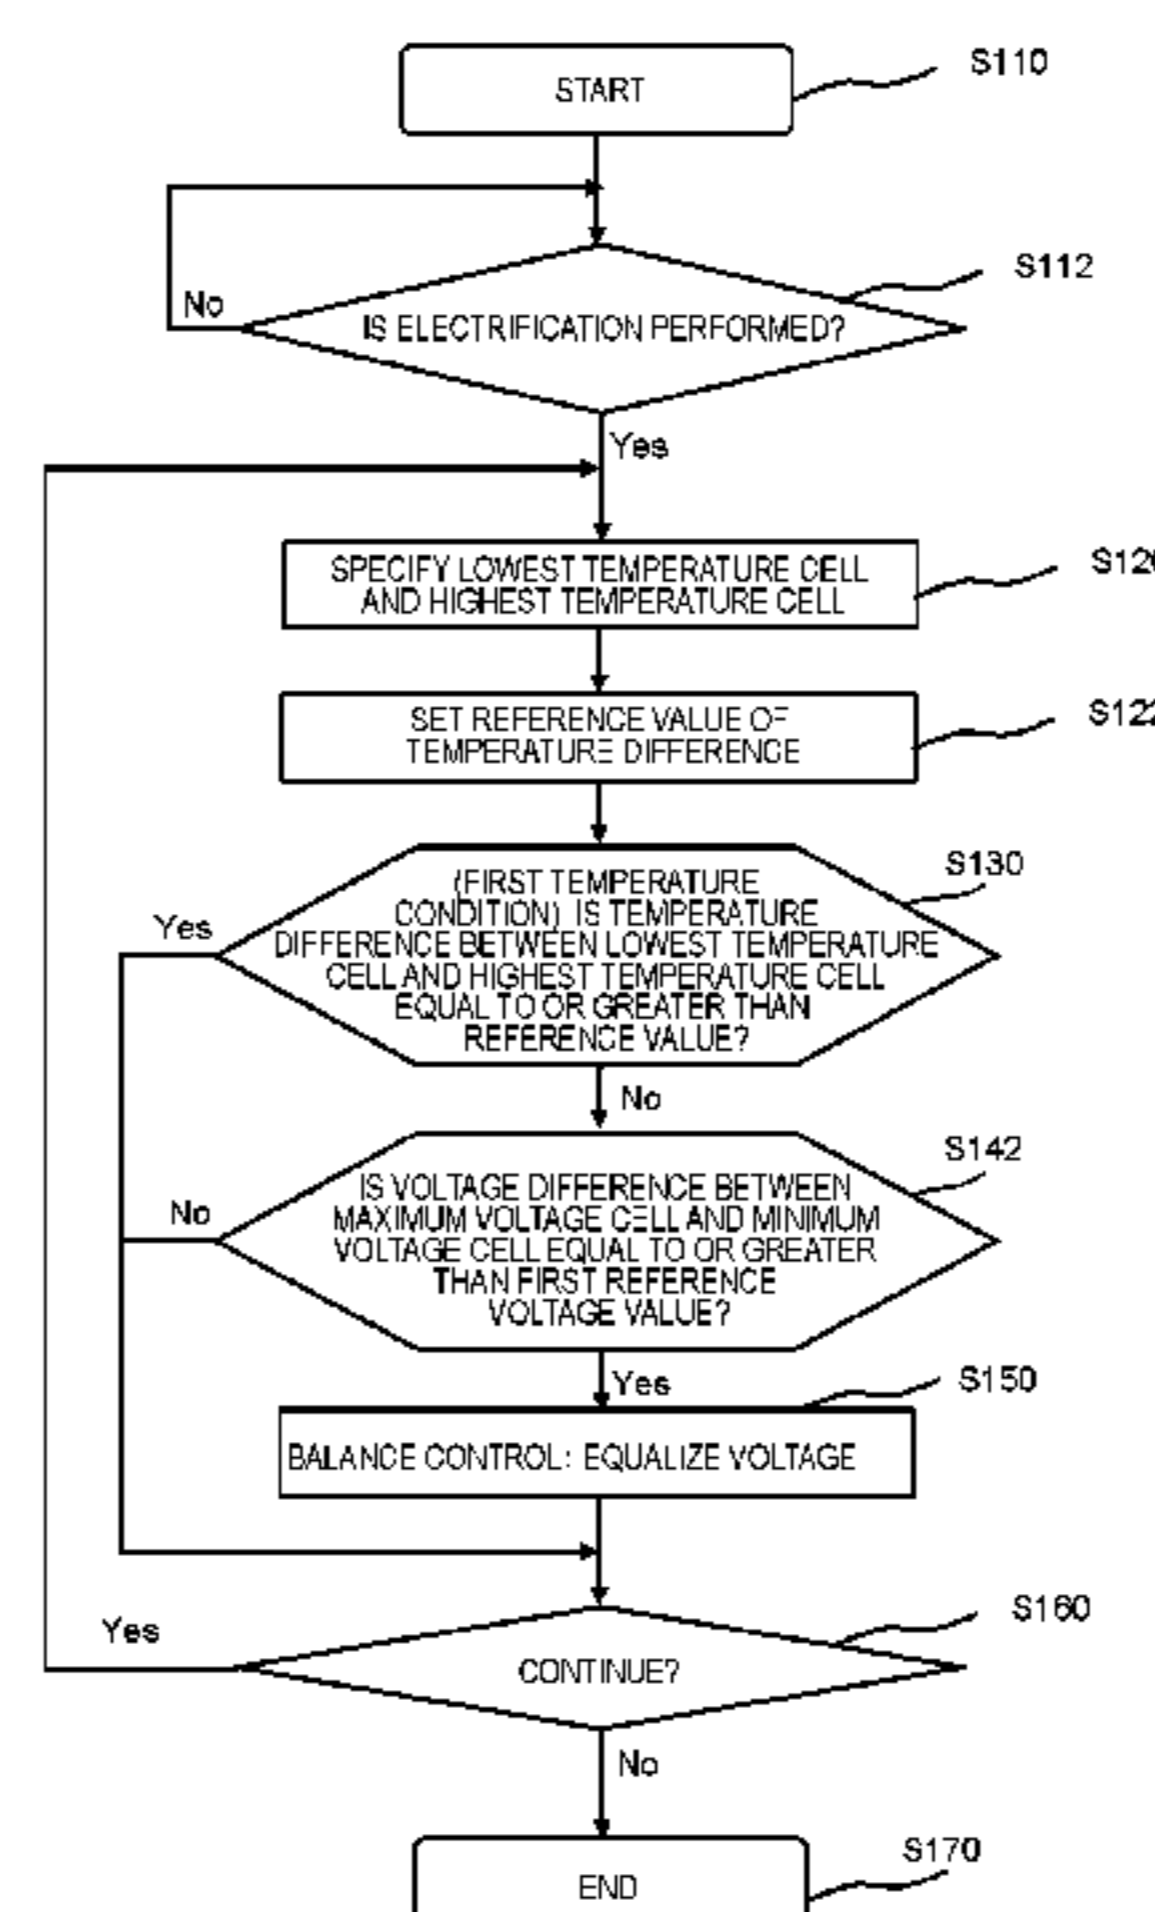 START
S110
S112
No
IS ELECTRIFICATION PERFORMED?
Yes
SPECIFY LOWEST TEMPERATURE CELL
AND HIGHEST TEMPERATURE CELL
S120
SET REFERENCE VALUE OF
TEMPERATURE DIFFERENCE
S122
S130
(FIRST TEMPERATURE
CONDITION) IS TEMPERATURE
DIFFERENCE BETWEEN LOWEST TEMPERATURE
CELL AND HIGHEST TEMPERATURE CELL
EQUAL TO OR GREATER THAN
REFERENCE VALUE?
Yes
No
S142
IS VOLTAGE DIFFERENCE BETWEEN
MAXIMUM VOLTAGE CELL AND MINIMUM
VOLTAGE CELL EQUAL TO OR GREATER
THAN FIRST REFERENCE
VOLTAGE VALUE?
No
Yes
S150
BALANCE CONTROL: EQUALIZE VOLTAGE
S160
Yes
CONTINUE?
No
S170
END